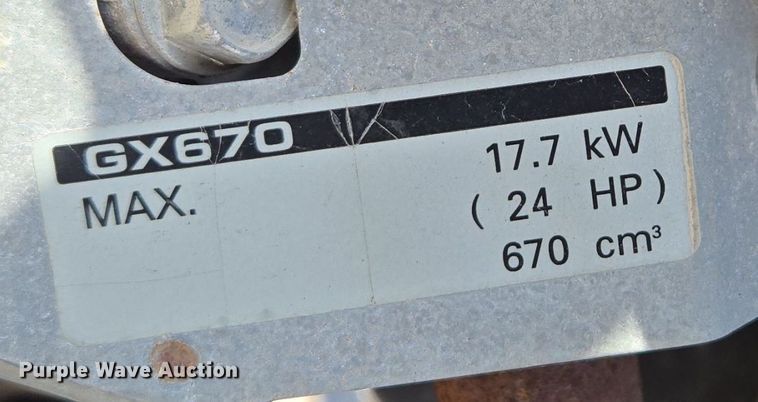 GX670
MAX. 17.7 kW
( 24 HP )
670 cm³
Purple Wave Auction